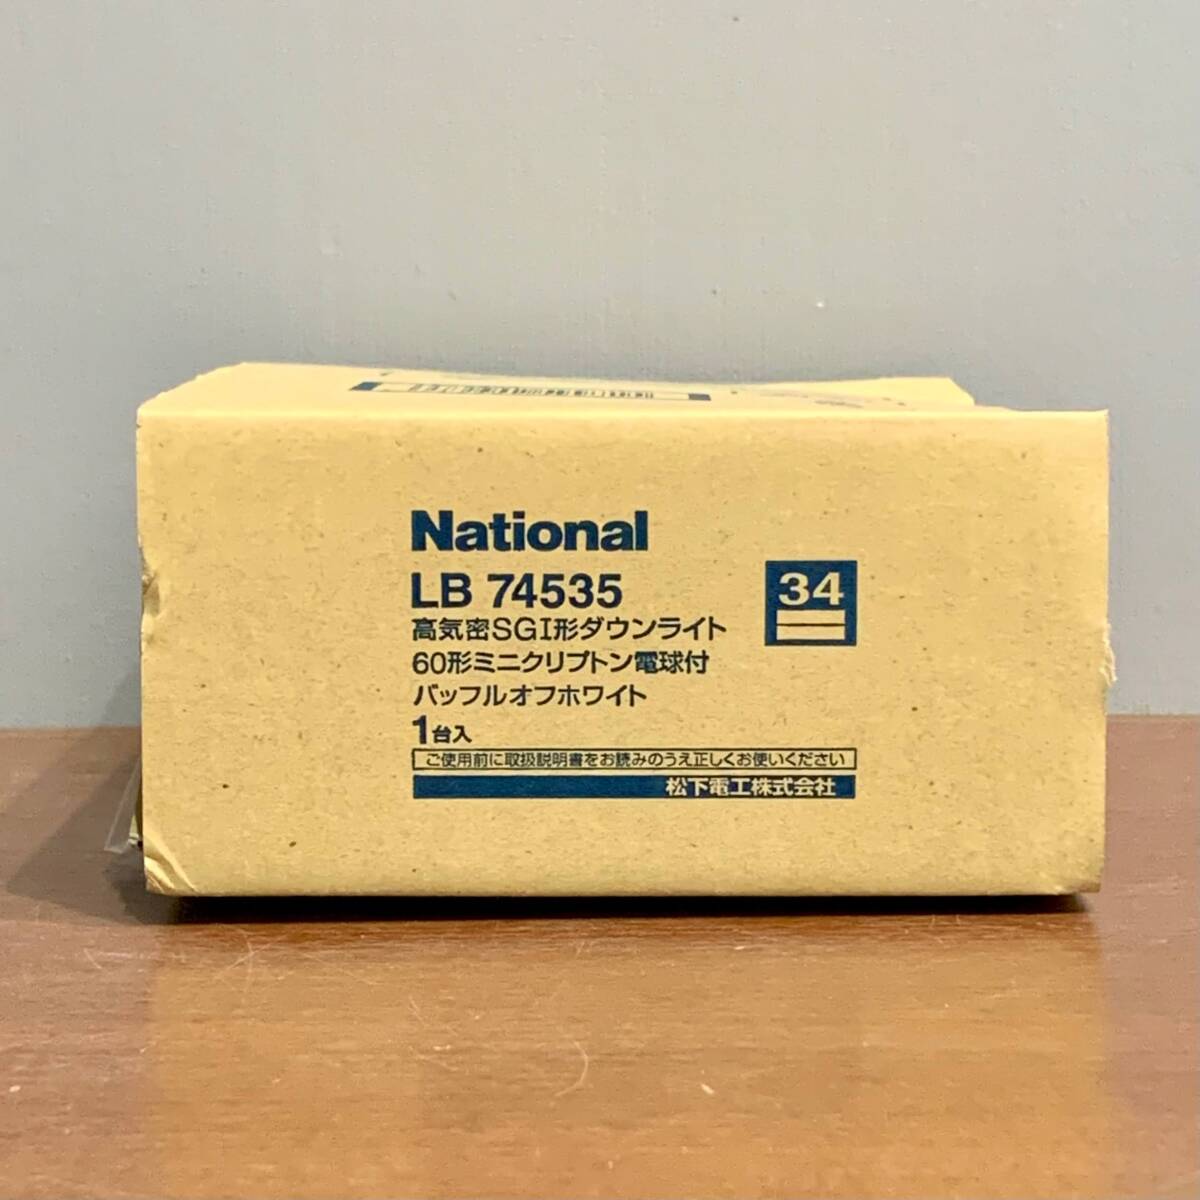 National
LB 74535
34
高気密SGI形ダウンライト
60形ミニクリプトン電球付
バッフルオフホワイト
1台入
ご使用前に取扱説明書をお読みのうえ正しくお使いください
松下電工株式会社